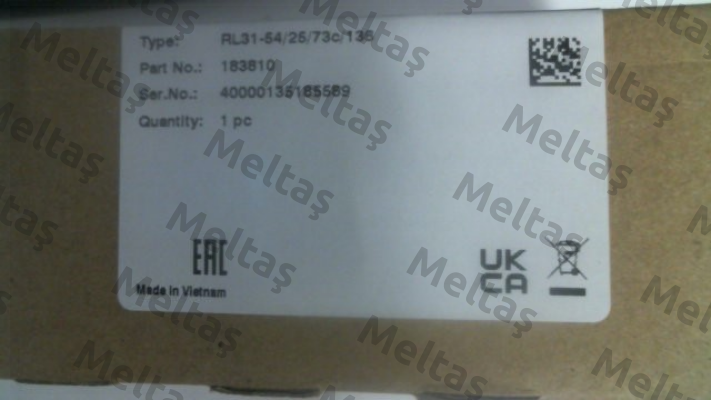 Type: RL31-54/25/73c/136
Part No.: 183810
Ser.No.: 40000135185589
Quantity: 1 pc
EAC
UK
CA
Made in Vietnam
Meltaş